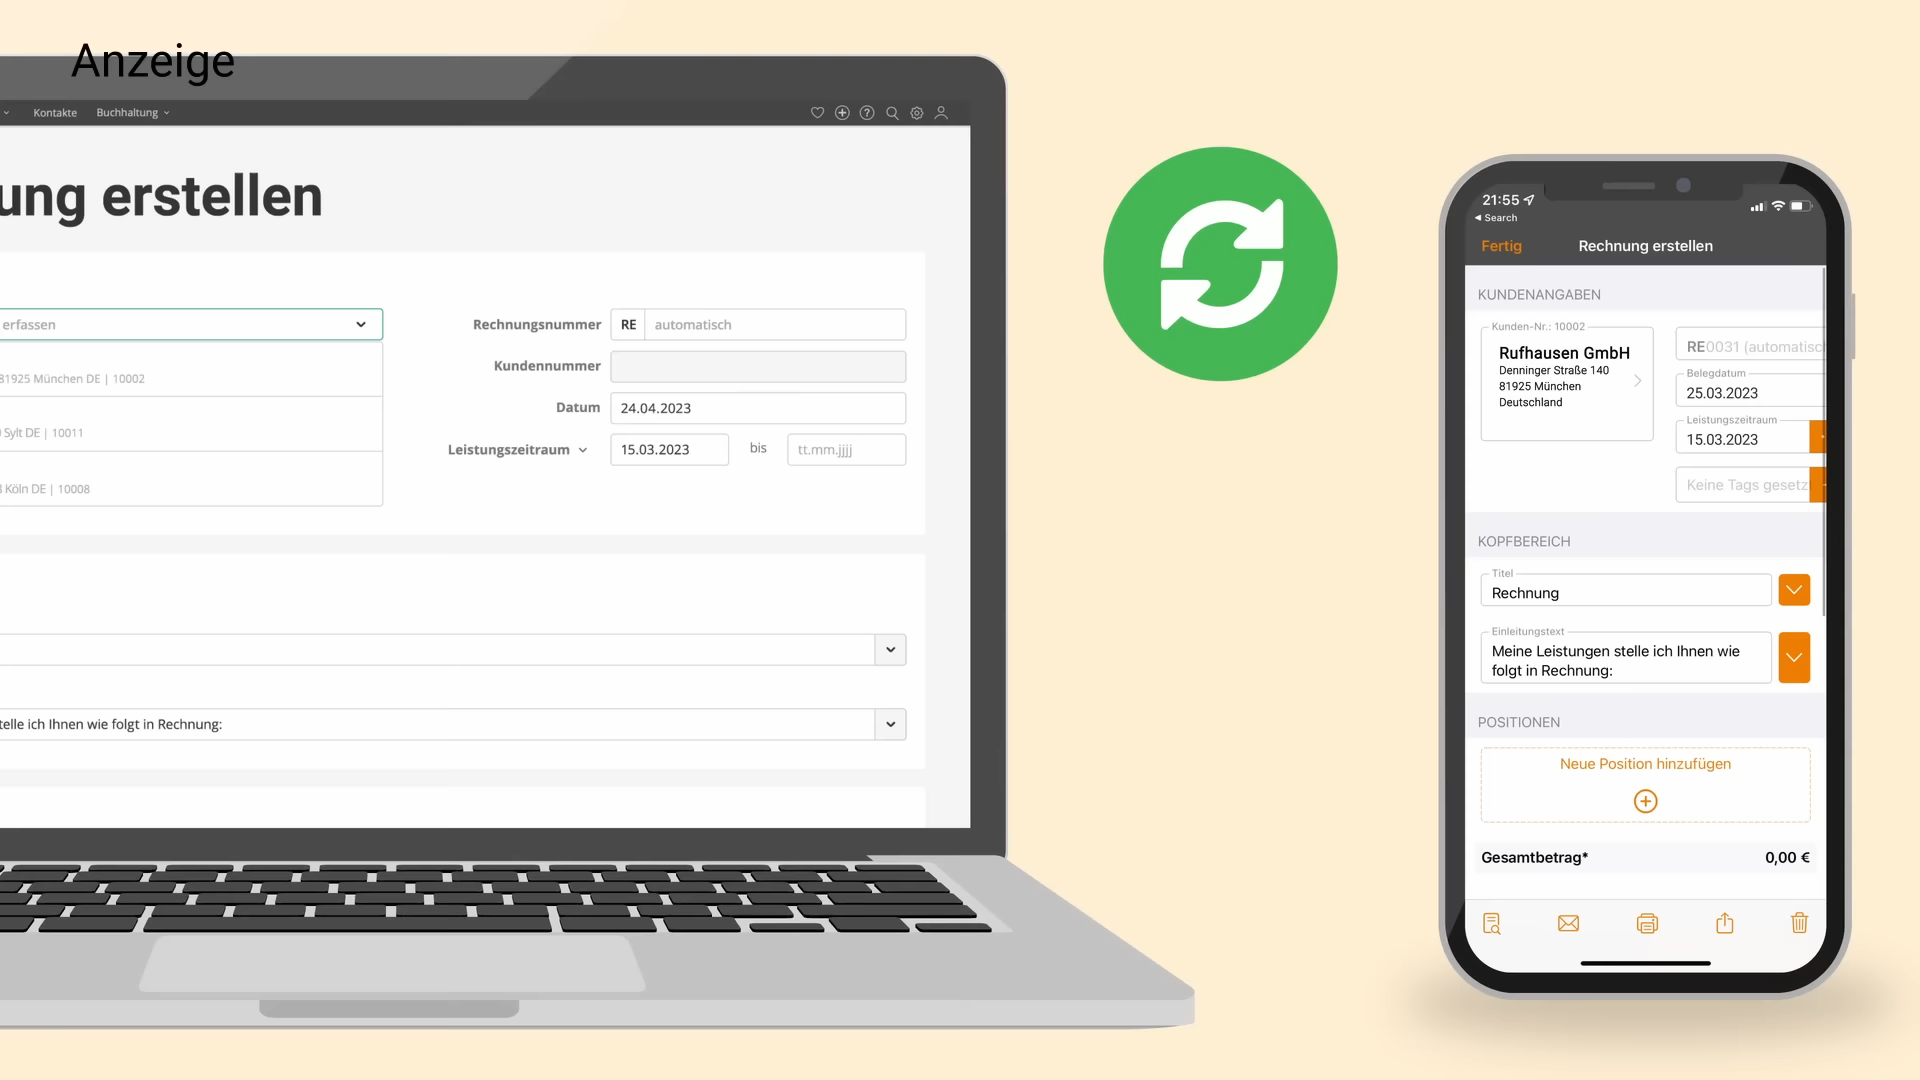 Anzeige
Kontakte
Buchhaltung
ung erstellen
erfassen
81925 München DE | 10002
Sylt DE | 10011
Köln DE | 10008
Rechnungsnummer RE automatisch
Kundennummer
Datum 24.04.2023
Leistungszeitraum 15.03.2023 bis tt.mm.jjjj
telle ich Ihnen wie folgt in Rechnung:
21:55
Search
Fertig Rechnung erstellen
KUNDENANGABEN
Kunden-Nr.: 10002
Rufhausen GmbH
Denninger Straße 140
81925 München
Deutschland
RE0031 (automatisch
Belegdatum
25.03.2023
Leistungszeitraum
15.03.2023
Keine Tags gesetz
KOPFBEREICH
Titel
Rechnung
Einleitungstext
Meine Leistungen stelle ich Ihnen wie
folgt in Rechnung:
POSITIONEN
Neue Position hinzufügen
Gesamtbetrag* 0,00 €